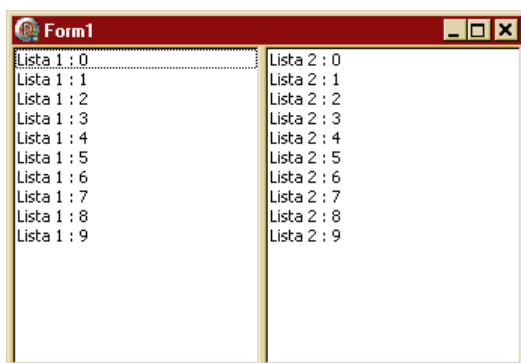 Form1
Lista 1 : 0
Lista 1 : 1
Lista 1 : 2
Lista 1 : 3
Lista 1 : 4
Lista 1 : 5
Lista 1 : 6
Lista 1 : 7
Lista 1 : 8
Lista 1 : 9
Lista 2 : 0
Lista 2 : 1
Lista 2 : 2
Lista 2 : 3
Lista 2 : 4
Lista 2 : 5
Lista 2 : 6
Lista 2 : 7
Lista 2 : 8
Lista 2 : 9